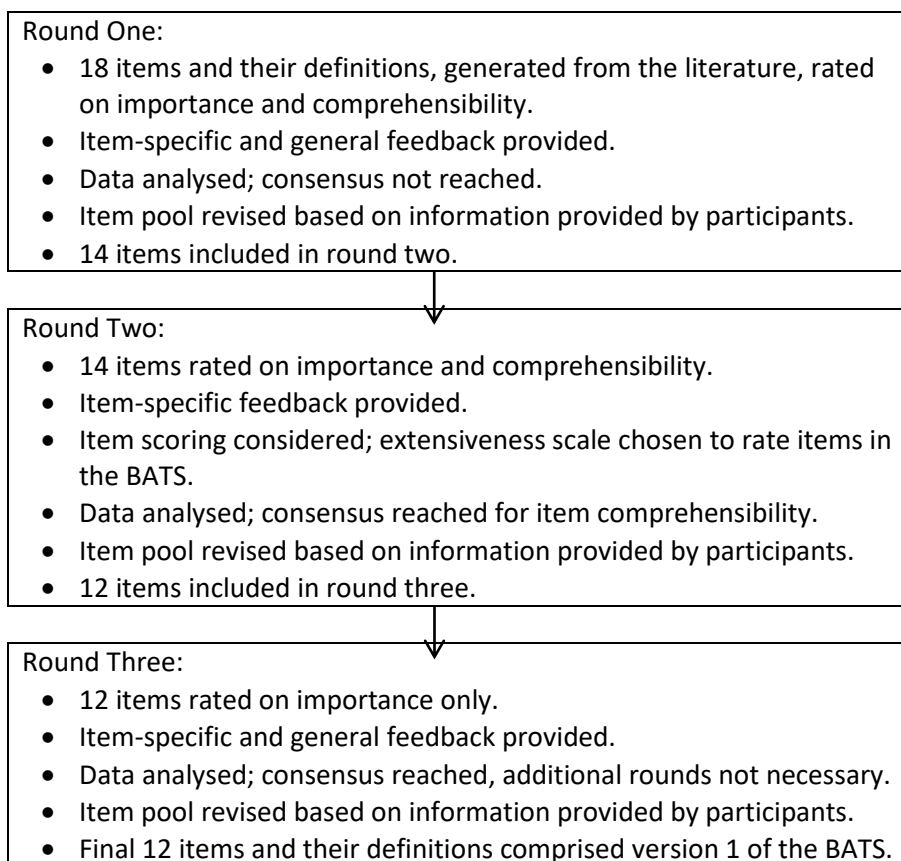 Round One:
• 18 items and their definitions, generated from the literature, rated
on importance and comprehensibility.
• Item-specific and general feedback provided.
• Data analysed; consensus not reached.
• Item pool revised based on information provided by participants.
• 14 items included in round two.
Round Two:
• 14 items rated on importance and comprehensibility.
• Item-specific feedback provided.
• Item scoring considered; extensiveness scale chosen to rate items in
the BATS.
• Data analysed; consensus reached for item comprehensibility.
• Item pool revised based on information provided by participants.
• 12 items included in round three.
Round Three:
• 12 items rated on importance only.
• Item-specific and general feedback provided.
• Data analysed; consensus reached, additional rounds not necessary.
• Item pool revised based on information provided by participants.
• Final 12 items and their definitions comprised version 1 of the BATS.